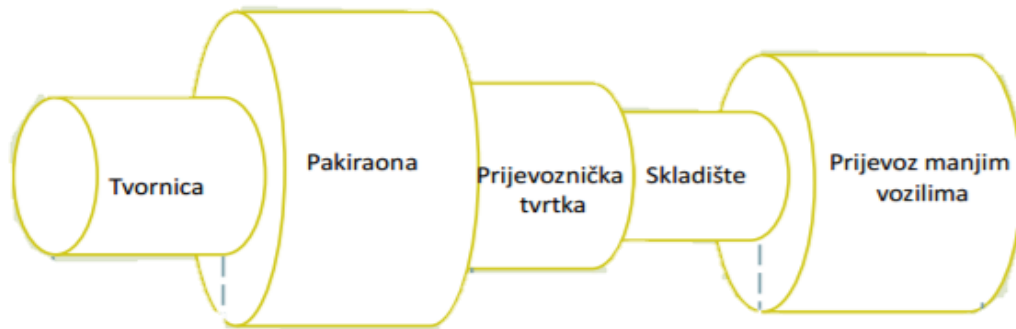 Tvornica
Pakiraona
Prijevoznička
tvrtka
Skladište
Prijevoz manjim
vozilima